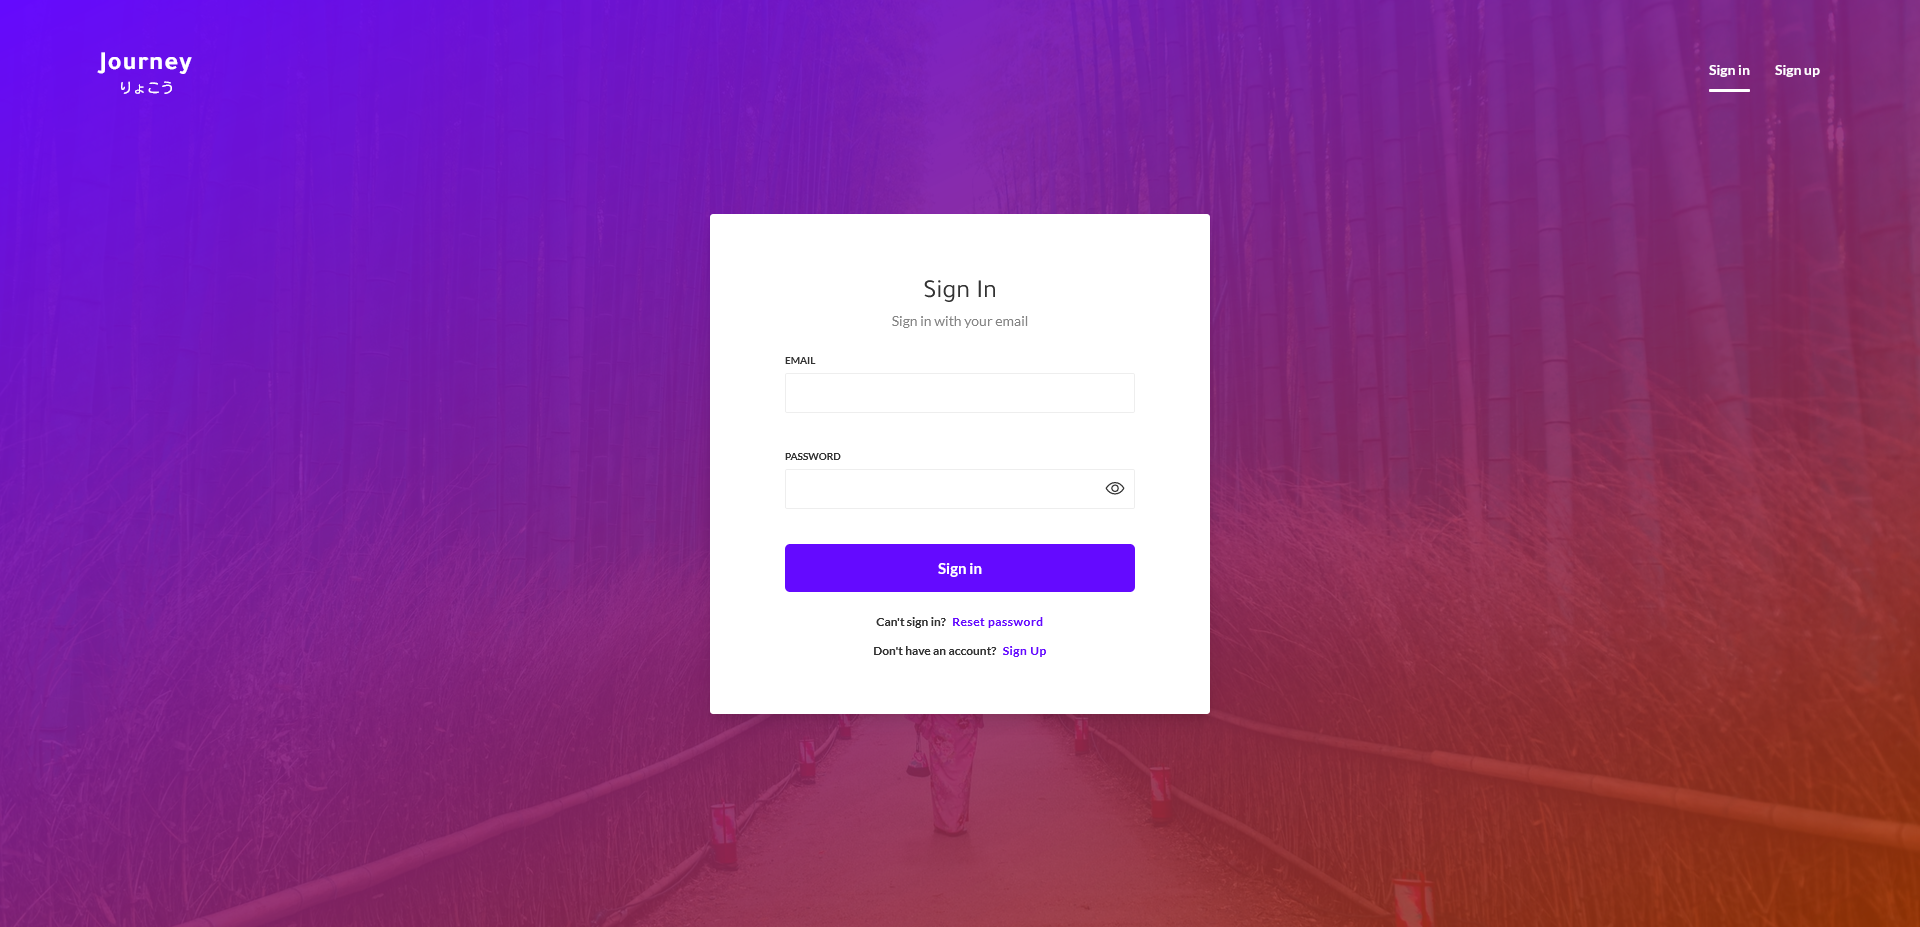 Journey
りょこう
Sign in
Sign up
Sign In
Sign in with your email
EMAIL
PASSWORD
Sign in
Can't sign in? Reset password
Don't have an account? Sign Up